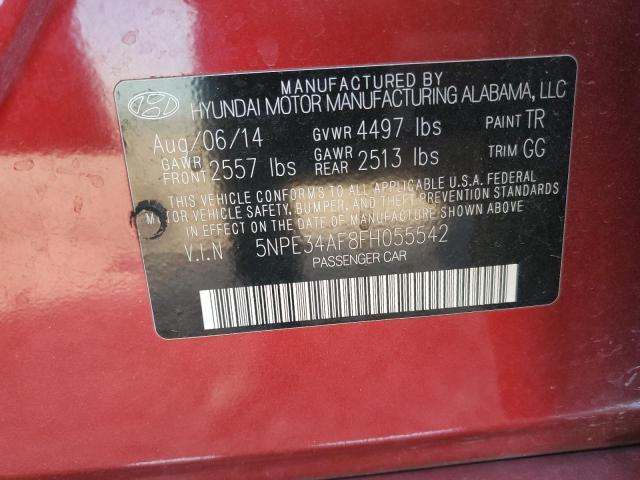 MANUFACTURED BY
HYUNDAI MOTOR MANUFACTURING ALABAMA, LLC
Aug/06/14 GVWR 4497 lbs PAINT TR
GAWR FRONT 2557 lbs GAWR REAR 2513 lbs TRIM GG
THIS VEHICLE CONFORMS TO ALL APPLICABLE U.S.A. FEDERAL
MOTOR VEHICLE SAFETY, BUMPER, AND THEFT PREVENTION STANDARDS
IN EFFECT ON THE DATE OF MANUFACTURE SHOWN ABOVE.
V.I.N 5NPE34AF8FH055542
PASSENGER CAR